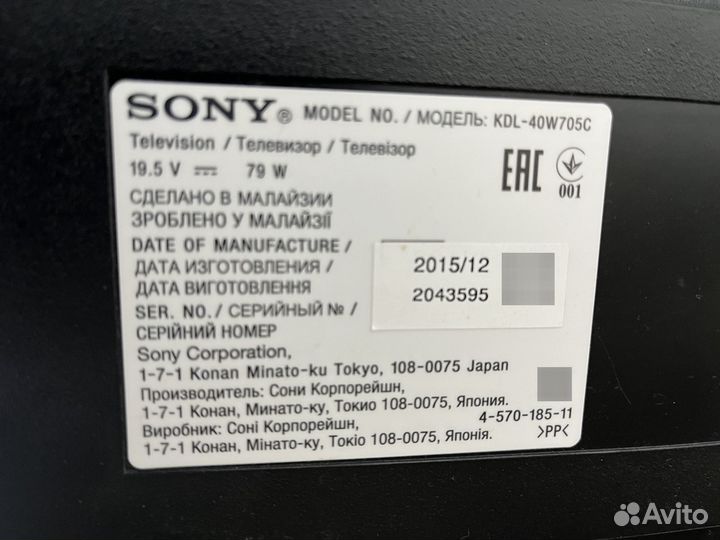 SONY® MODEL NO. / МОДЕЛЬ: KDL-40W705C
Television / Телевизор / Телевізор
19.5 V ⎓ 79 W
EAC
001
СДЕЛАНО В МАЛАЙЗИИ
ЗРОБЛЕНО У МАЛАЙЗІЇ
DATE OF MANUFACTURE /
ДАТА ИЗГОТОВЛЕНИЯ /
ДАТА ВИГОТОВЛЕННЯ
2015/12
SER. NO./ СЕРИЙНЫЙ № /
СЕРІЙНИЙ НОМЕР
2043595
Sony Corporation,
1-7-1 Konan Minato-ku Tokyo, 108-0075 Japan
Производитель: Сони Корпорейшн,
1-7-1 Конан, Минато-ку, Токио 108-0075, Япония.
Виробник: Соні Корпорейшн,
1-7-1 Конан, Мінато-ку, Токіо 108-0075, Японія.
4-570-185-11
>PP<
Avito